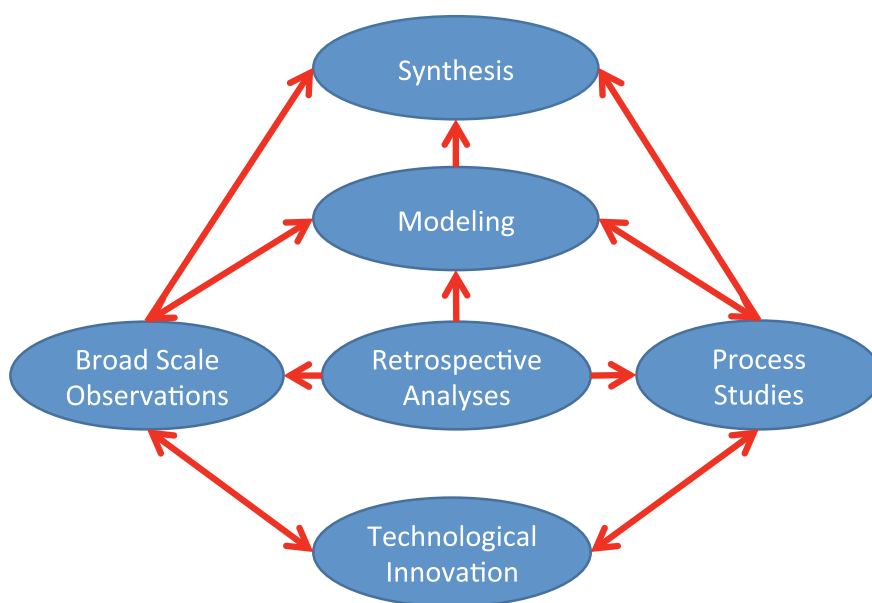 Synthesis
Modeling
Broad Scale
Observations
Retrospective
Analyses
Process
Studies
Technological
Innovation